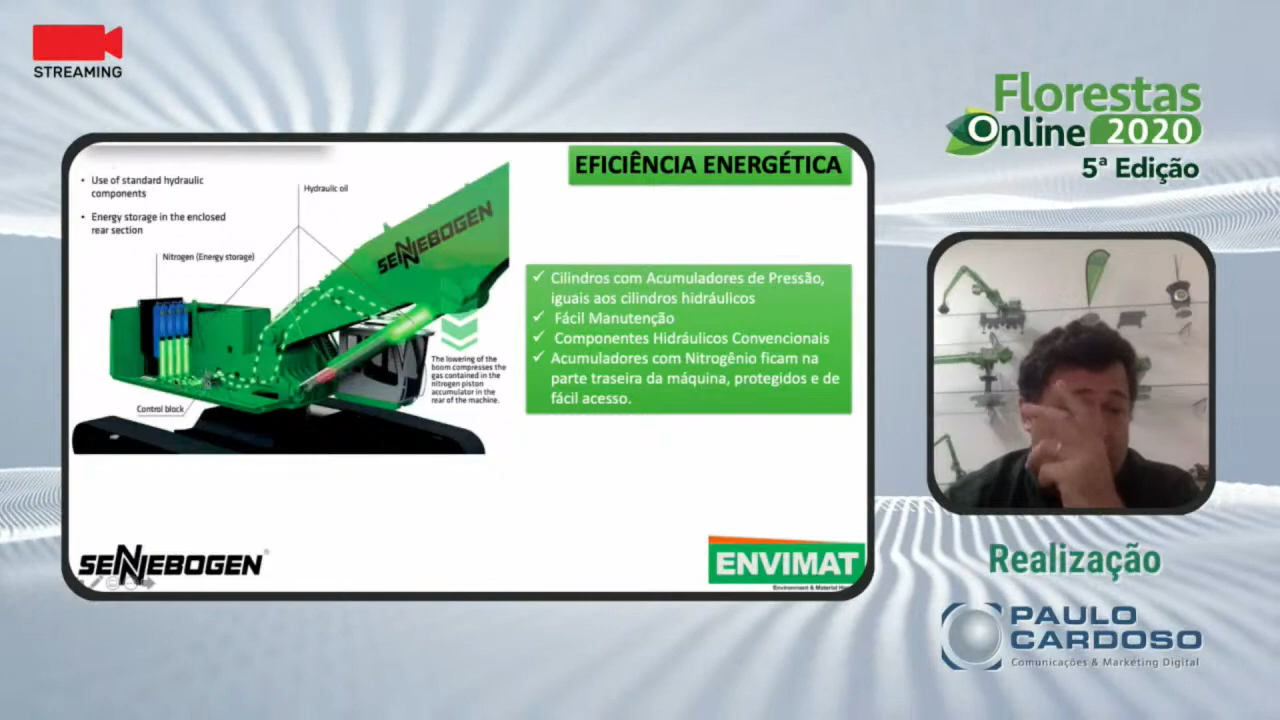 STREAMING
Florestas
Online 2020
5ª Edição
EFICIÊNCIA ENERGÉTICA
• Use of standard hydraulic
components
• Energy storage in the enclosed
rear section
Hydraulic oil
Nitrogen (Energy storage)
SENNEBOGEN
The lowering of the
boom compresses the
gas contained in the
nitrogen piston
accumulator in the
rear of the machine.
Control block
✓ Cilindros com Acumuladores de Pressão,
iguais aos cilindros hidráulicos
✓ Fácil Manutenção
✓ Componentes Hidráulicos Convencionais
✓ Acumuladores com Nitrogênio ficam na
parte traseira da máquina, protegidos e de
fácil acesso.
SENNEBOGEN®
ENVIMAT
Environment & Material
Realização
PAULO
CARDOSO
Comunicações & Marketing Digital